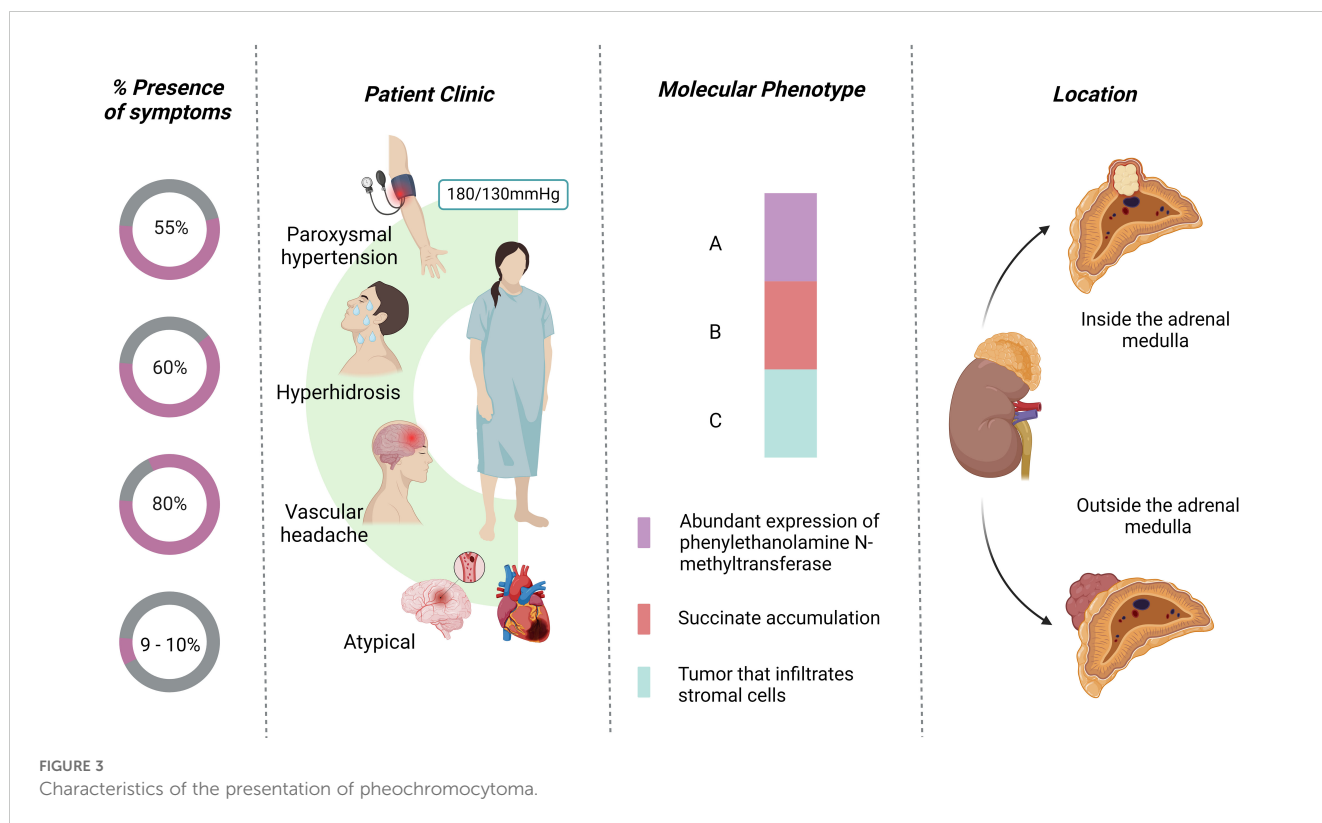 % Presence
of symptoms
55%
60%
80%
9 - 10%
Patient Clinic
180/130mmHg
Paroxysmal
hypertension
Hyperhidrosis
Vascular
headache
Atypical
Molecular Phenotype
A
B
C
Abundant expression of
phenylethanolamine N-
methyltransferase
Succinate accumulation
Tumor that infiltrates
stromal cells
Location
Inside the adrenal
medulla
Outside the adrenal
medulla
FIGURE 3
Characteristics of the presentation of pheochromocytoma.